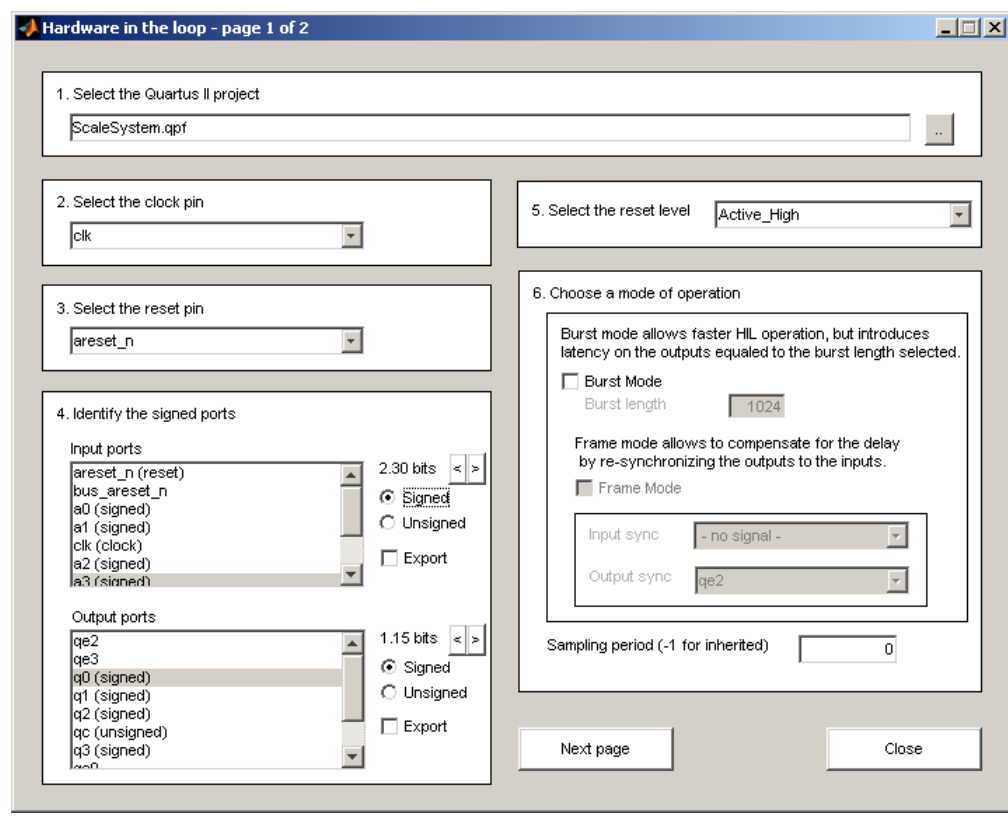 Hardware in the loop - page 1 of 2
1. Select the Quartus II project
ScaleSystem.qpf
..
2. Select the clock pin
clk
3. Select the reset pin
areset_n
4. Identify the signed ports
Input ports
areset_n (reset)
bus_areset_n
a0 (signed)
a1 (signed)
clk (clock)
a2 (signed)
a3 (signed)
2.30 bits < >
Signed
Unsigned
Export
Output ports
qe2
qe3
q0 (signed)
q1 (signed)
q2 (signed)
qc (unsigned)
q3 (signed)
1.15 bits < >
Signed
Unsigned
Export
5. Select the reset level
Active_High
6. Choose a mode of operation
Burst mode allows faster HIL operation, but introduces
latency on the outputs equaled to the burst length selected.
Burst Mode
Burst length 1024
Frame mode allows to compensate for the delay
by re-synchronizing the outputs to the inputs.
Frame Mode
Input sync - no signal -
Output sync qe2
Sampling period (-1 for inherited) 0
Next page
Close